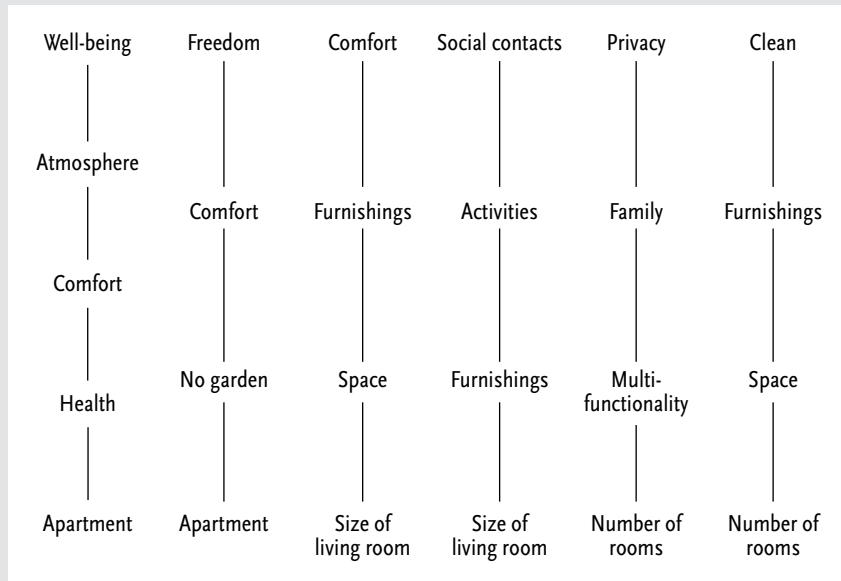 Well-being Freedom Comfort Social contacts Privacy Clean
Atmosphere
Comfort Furnishings Activities Family Furnishings
Comfort
No garden Space Furnishings Multi- Space
Health functionality
Apartment Apartment Size of Size of Number of Number of
living room living room rooms rooms